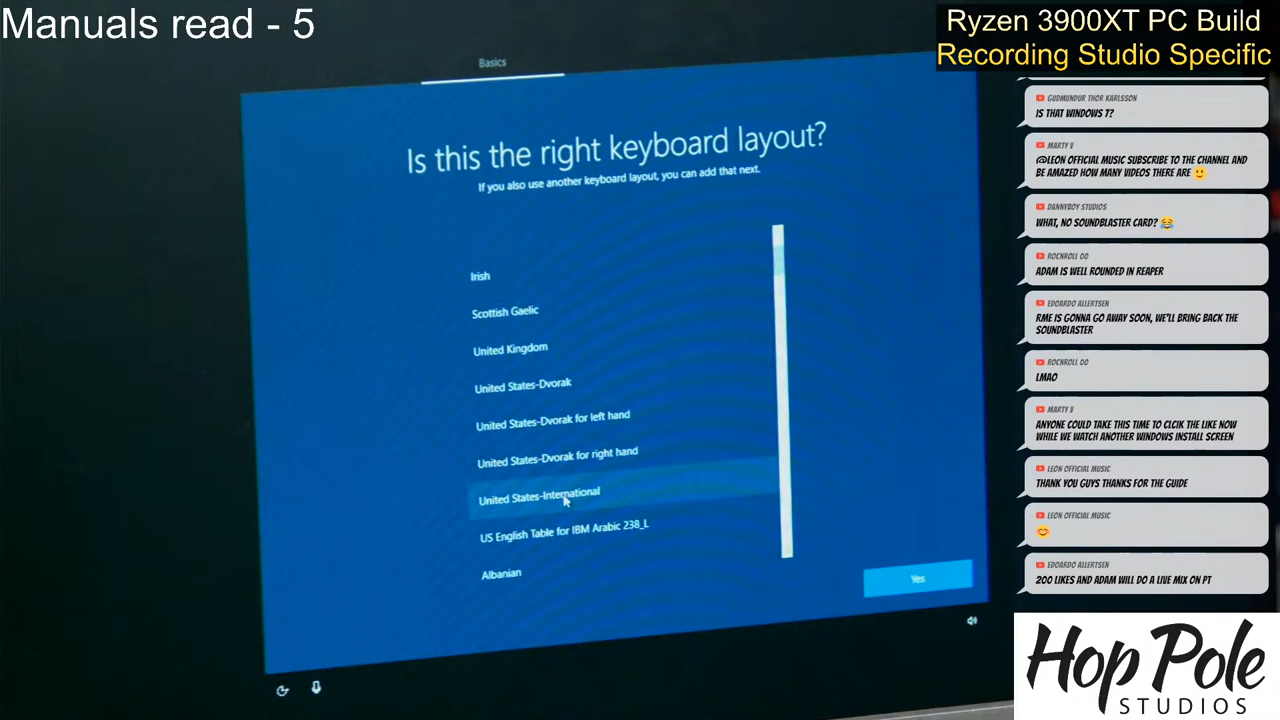 Manuals read - 5
Ryzen 3900XT PC Build
Recording Studio Specific
Basics
Is this the right keyboard layout?
If you also use another keyboard layout, you can add that next.
Irish
Scottish Gaelic
United Kingdom
United States-Dvorak
United States-Dvorak for left hand
United States-Dvorak for right hand
United States-International
US English Table for IBM Arabic 238_L
Albanian
Yes
GUDMUNDUR THOR KARLSSON
IS THAT WINDOWS 7?
MARTY V
@LEON OFFICIAL MUSIC SUBSCRIBE TO THE CHANNEL AND
BE AMAZED HOW MANY VIDEOS THERE ARE 🙂
DANNYBOY STUDIOS
WHAT, NO SOUNDBLASTER CARD? 😂
ROCNROLL OO
ADAM IS WELL ROUNDED IN REAPER
EDOARDO ALLERTSEN
RME IS GONNA GO AWAY SOON, WE'LL BRING BACK THE
SOUNDBLASTER
ROCNROLL OO
LMAO
MARTY V
ANYONE COULD TAKE THIS TIME TO CLCIK THE LIKE NOW
WHILE WE WATCH ANOTHER WINDOWS INSTALL SCREEN
LEON OFFICIAL MUSIC
THANK YOU GUYS THANKS FOR THE GUIDE
LEON OFFICIAL MUSIC
😊
EDOARDO ALLERTSEN
200 LIKES AND ADAM WILL DO A LIVE MIX ON PT
Hop Pole
STUDIOS